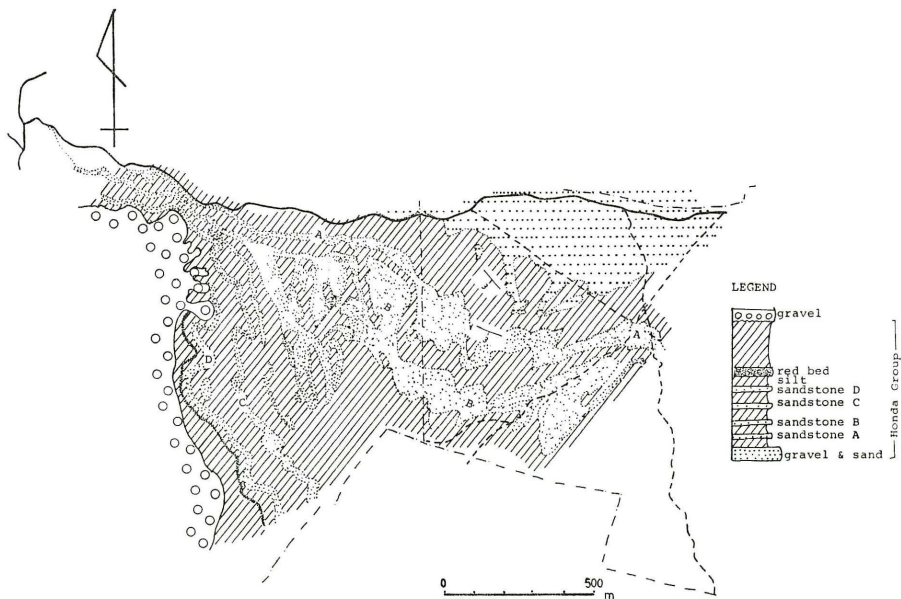 A
B
A
D
C
B
LEGEND
gravel
red bed
silt
sandstone D
sandstone C
sandstone B
sandstone A
gravel & sand
Honda Group
0 500
m